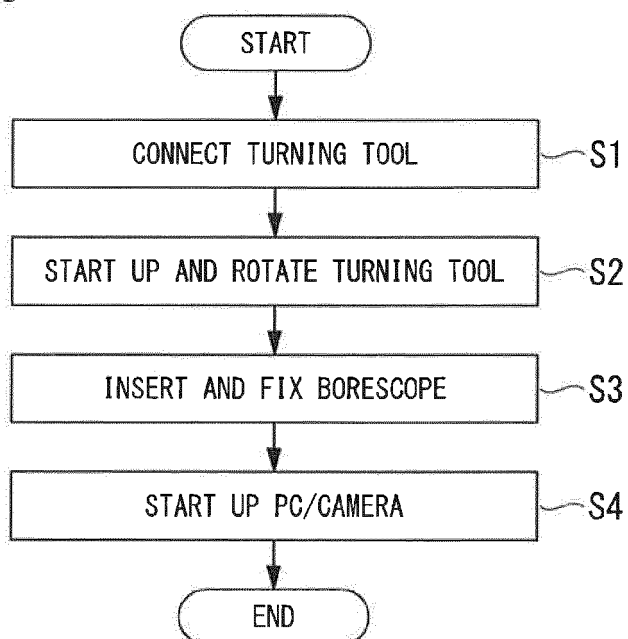 START
CONNECT TURNING TOOL S1
START UP AND ROTATE TURNING TOOL S2
INSERT AND FIX BORESCOPE S3
START UP PC/CAMERA S4
END